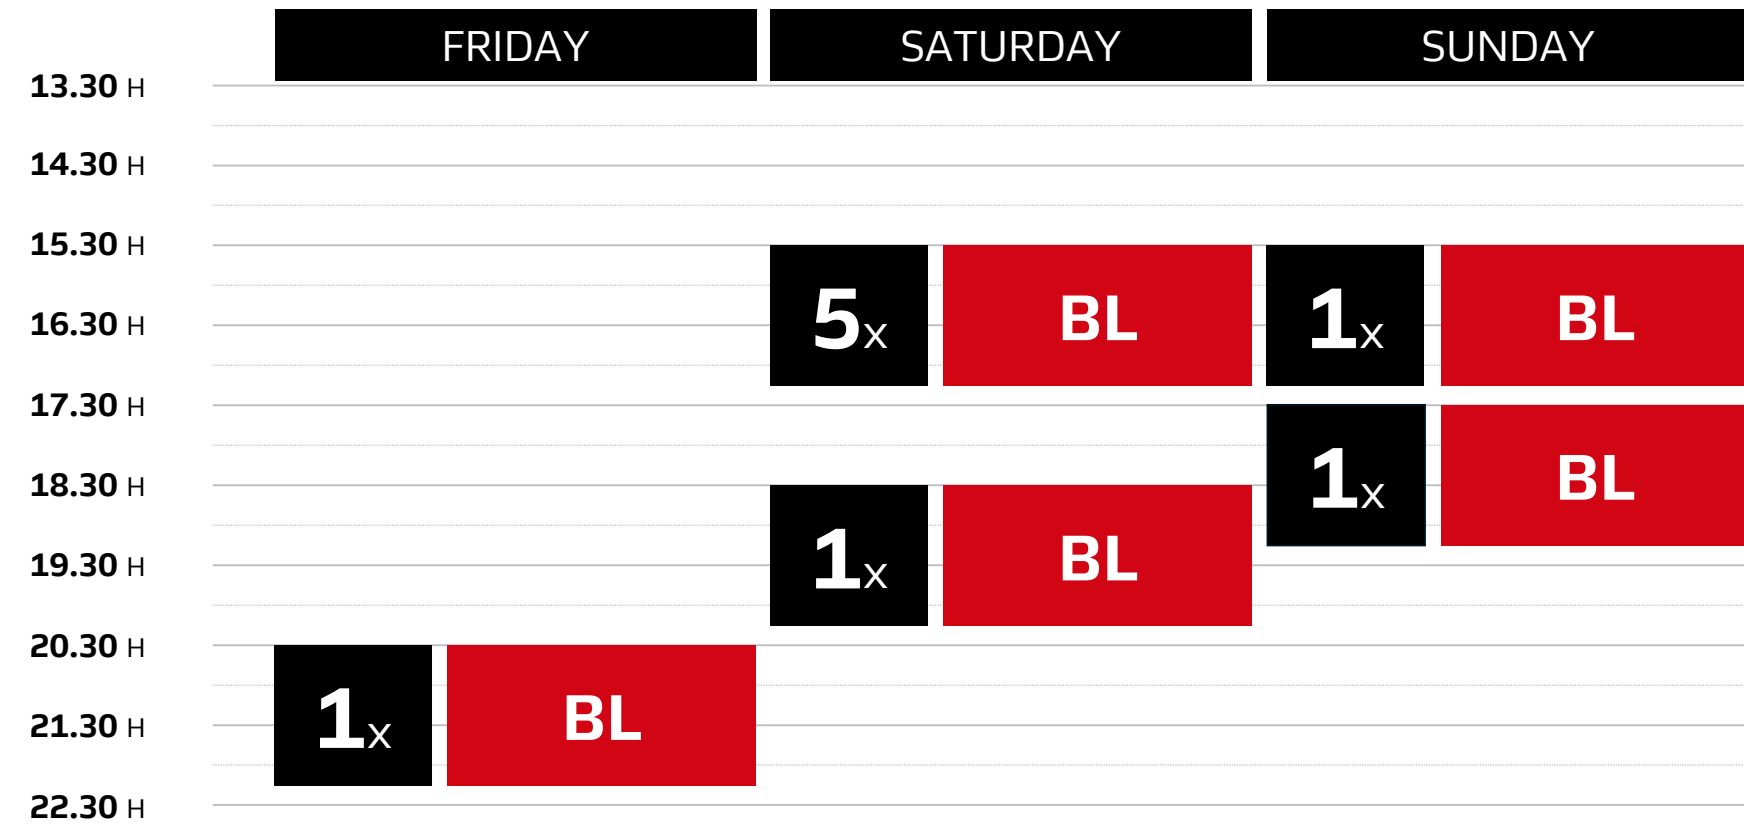 FRIDAY SATURDAY SUNDAY
13.30 H
14.30 H
15.30 H
5x BL 1x BL
16.30 H
17.30 H
1x BL
18.30 H
1x BL
19.30 H
20.30 H
1x BL
21.30 H
22.30 H